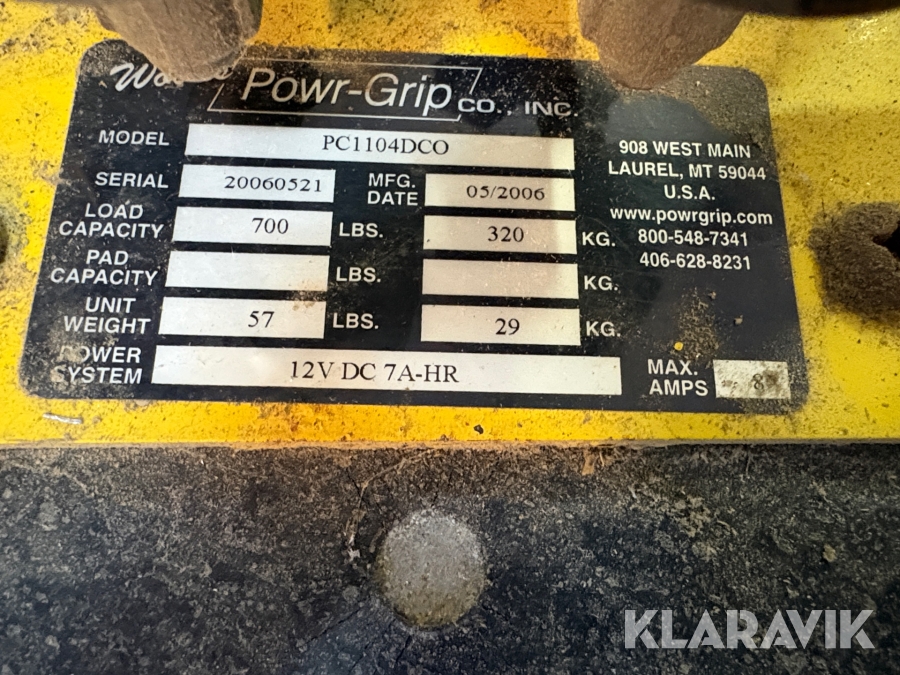 Powr-Grip CO., INC.
MODEL PC1104DCO
SERIAL 20060521 MFG. DATE 05/2006
LOAD CAPACITY 700 LBS. 320 KG.
PAD CAPACITY LBS. KG.
UNIT WEIGHT 57 LBS. 29 KG.
POWER SYSTEM 12V DC 7A-HR MAX. AMPS 8
908 WEST MAIN
LAUREL, MT 59044
U.S.A.
www.powrgrip.com
800-548-7341
406-628-8231
KLARAVIK